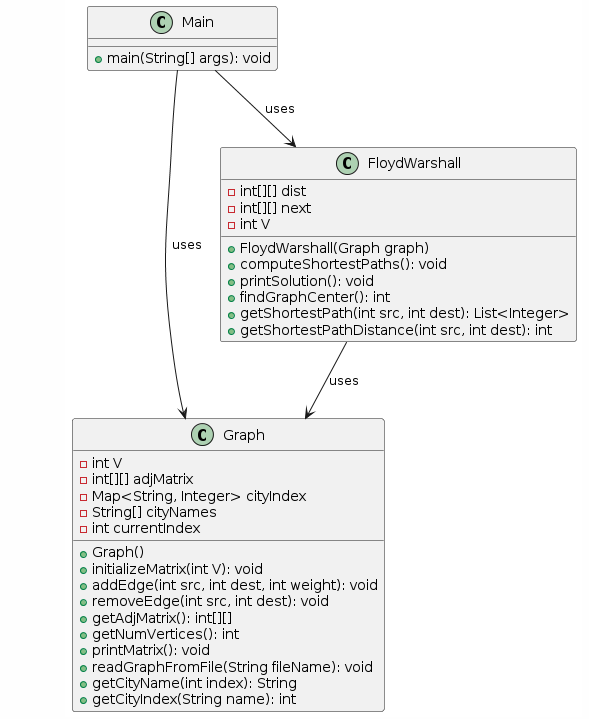 C Main
main(String[] args): void
uses
C FloydWarshall
int[][] dist
int[][] next
int V
FloydWarshall(Graph graph)
computeShortestPaths(): void
printSolution(): void
findGraphCenter(): int
getShortestPath(int src, int dest): List<Integer>
getShortestPathDistance(int src, int dest): int
uses
uses
C Graph
int V
int[][] adjMatrix
Map<String, Integer> cityIndex
String[] cityNames
int currentIndex
Graph()
initializeMatrix(int V): void
addEdge(int src, int dest, int weight): void
removeEdge(int src, int dest): void
getAdjMatrix(): int[][]
getNumVertices(): int
printMatrix(): void
readGraphFromFile(String fileName): void
getCityName(int index): String
getCityIndex(String name): int